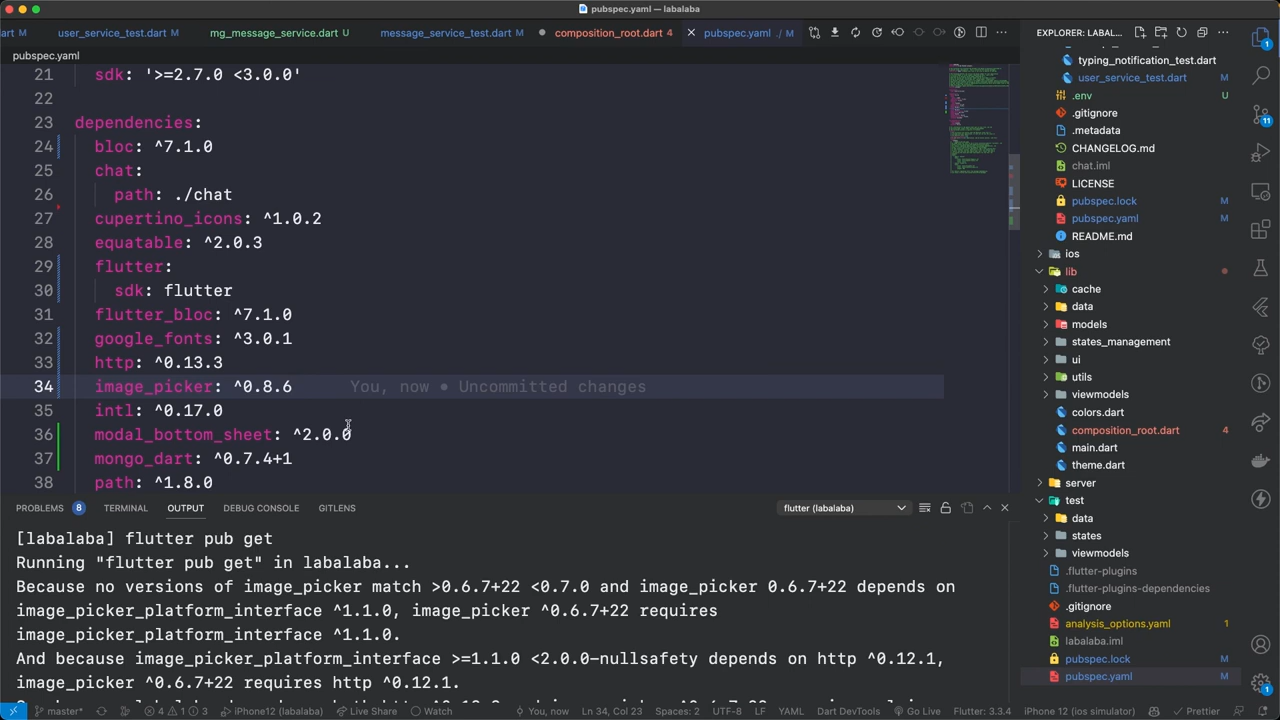 pubspec.yaml — labalaba
art M
user_service_test.dart M
mg_message_service.dart U
message_service_test.dart M
composition_root.dart 4
pubspec.yaml ./ M
EXPLORER: LABAL...
pubspec.yaml
21 sdk: '>=2.7.0 <3.0.0'
22
23 dependencies:
24 bloc: ^7.1.0
25 chat:
26 path: ./chat
27 cupertino_icons: ^1.0.2
28 equatable: ^2.0.3
29 flutter:
30 sdk: flutter
31 flutter_bloc: ^7.1.0
32 google_fonts: ^3.0.1
33 http: ^0.13.3
34 image_picker: ^0.8.6 You, now • Uncommitted changes
35 intl: ^0.17.0
36 modal_bottom_sheet: ^2.0.0
37 mongo_dart: ^0.7.4+1
38 path: ^1.8.0
typing_notification_test.dart
user_service_test.dart M
.env U
.gitignore
.metadata
CHANGELOG.md
chat.iml
LICENSE
pubspec.lock M
pubspec.yaml M
README.md
ios
lib
cache
data
models
states_management
ui
utils
viewmodels
colors.dart
composition_root.dart 4
main.dart
theme.dart
server
test
data
states
viewmodels
.flutter-plugins
.flutter-plugins-dependencies
.gitignore
analysis_options.yaml 1
labalaba.iml
pubspec.lock M
pubspec.yaml M
1
11
1
PROBLEMS 8 TERMINAL OUTPUT DEBUG CONSOLE GITLENS flutter (labalaba)
[labalaba] flutter pub get
Running "flutter pub get" in labalaba...
Because no versions of image_picker match >0.6.7+22 <0.7.0 and image_picker 0.6.7+22 depends on
image_picker_platform_interface ^1.1.0, image_picker ^0.6.7+22 requires
image_picker_platform_interface ^1.1.0.
And because image_picker_platform_interface >=1.1.0 <2.0.0-nullsafety depends on http ^0.12.1,
image_picker ^0.6.7+22 requires http ^0.12.1.
master* 4 1 3 iPhone12 (labalaba) Live Share Watch You, now Ln 34, Col 23 Spaces: 2 UTF-8 LF YAML Dart DevTools Go Live Flutter: 3.3.4 iPhone 12 (ios simulator) Prettier